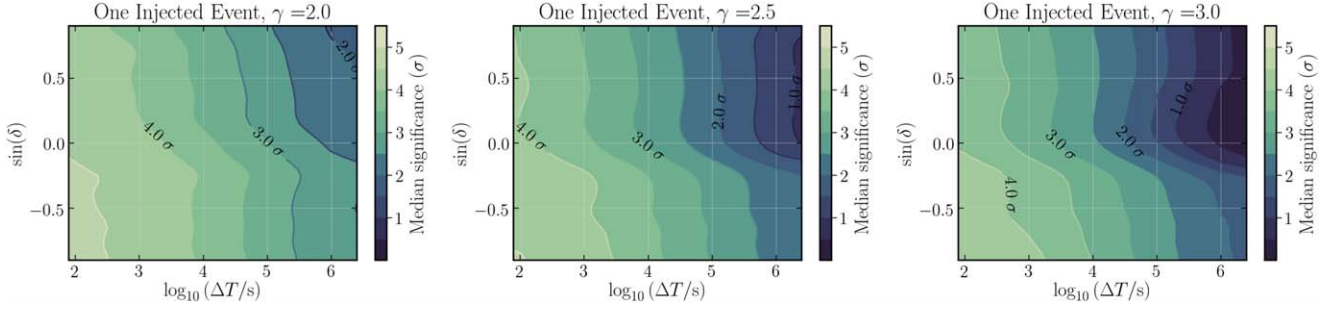 One Injected Event, γ =2.0
0.5
0.0
−0.5
sin(δ)
2 3 4 5 6
log₁₀ (ΔT/s)
4.0 σ
3.0 σ
2.0 σ
5
4
3
2
1
Median significance (σ)
One Injected Event, γ =2.5
0.5
0.0
−0.5
sin(δ)
2 3 4 5 6
log₁₀ (ΔT/s)
4.0 σ
3.0 σ
2.0 σ
1.0 σ
5
4
3
2
1
Median significance (σ)
One Injected Event, γ =3.0
0.5
0.0
−0.5
sin(δ)
2 3 4 5 6
log₁₀ (ΔT/s)
4.0 σ
3.0 σ
2.0 σ
1.0 σ
5
4
3
2
1
Median significance (σ)